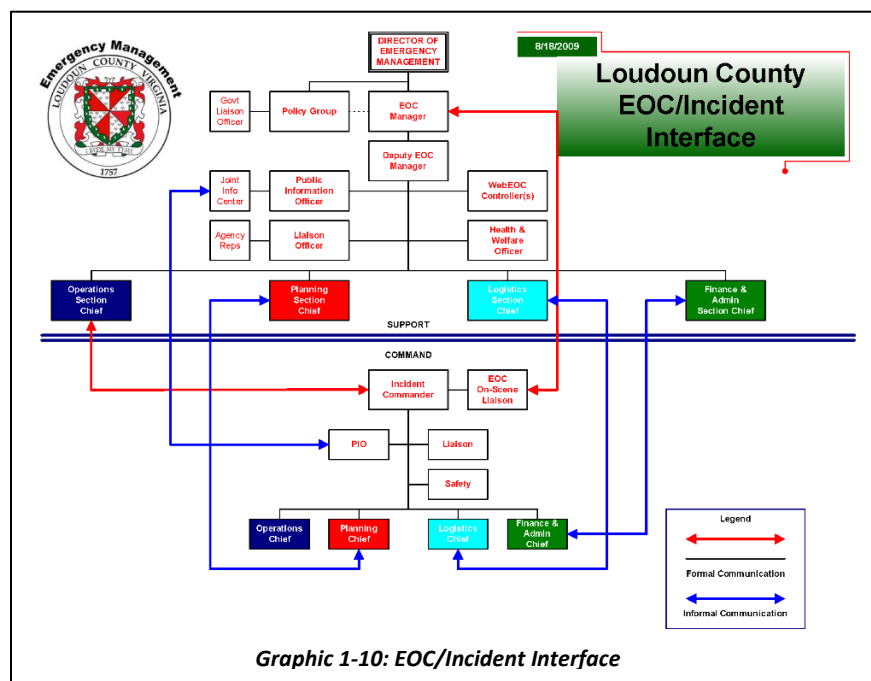 Emergency Management
LOUDOUN COUNTY VIRGINIA
I BYDE MY TYME
1757
8/18/2009
Loudoun County
EOC/Incident
Interface
DIRECTOR OF
EMERGENCY
MANAGEMENT
Govt
Liaison
Officer
Policy Group
EOC
Manager
Deputy EOC
Manager
Joint
Info
Center
Public
Information
Officer
WebEOC
Controller(s)
Agency
Reps
Liaison
Officer
Health &
Welfare
Officer
Operations
Section
Chief
Planning
Section
Chief
Logistics
Section
Chief
Finance &
Admin
Section Chief
SUPPORT
COMMAND
Incident
Commander
EOC
On-Scene
Liaison
PIO
Liaison
Safety
Operations
Chief
Planning
Chief
Logistics
Chief
Finance &
Admin
Chief
Legend
Formal Communication
Informal Communication
Graphic 1-10: EOC/Incident Interface